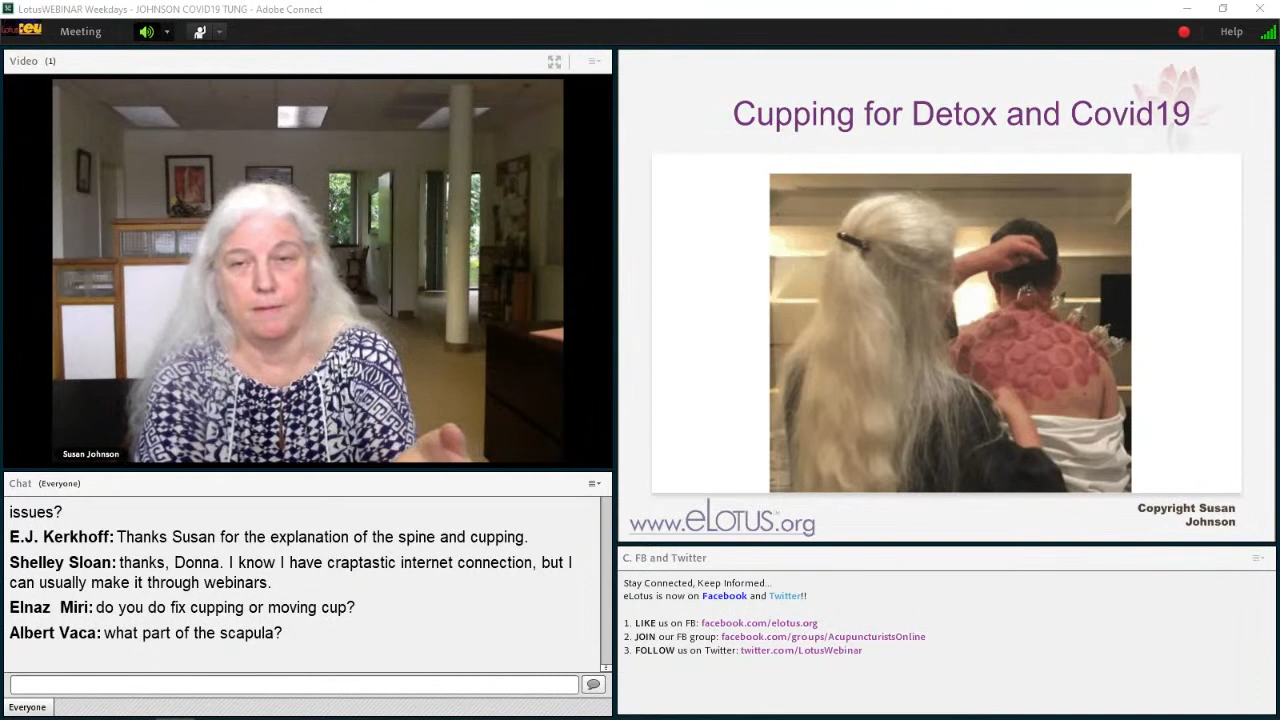 LotusWEBINAR Weekdays - JOHNSON COVID19 TUNG - Adobe Connect
Meeting
Help
Video (1)
Susan Johnson
Cupping for Detox and Covid19
www.eLOTUS.org
Copyright Susan
Johnson
Chat (Everyone)
issues?
E.J. Kerkhoff: Thanks Susan for the explanation of the spine and cupping.
Shelley Sloan: thanks, Donna. I know I have craptastic internet connection, but I
can usually make it through webinars.
Elnaz Miri: do you do fix cupping or moving cup?
Albert Vaca: what part of the scapula?
Everyone
C. FB and Twitter
Stay Connected, Keep Informed...
eLotus is now on Facebook and Twitter!!
1. LIKE us on FB: facebook.com/elotus.org
2. JOIN our FB group: facebook.com/groups/AcupuncturistsOnline
3. FOLLOW us on Twitter: twitter.com/LotusWebinar